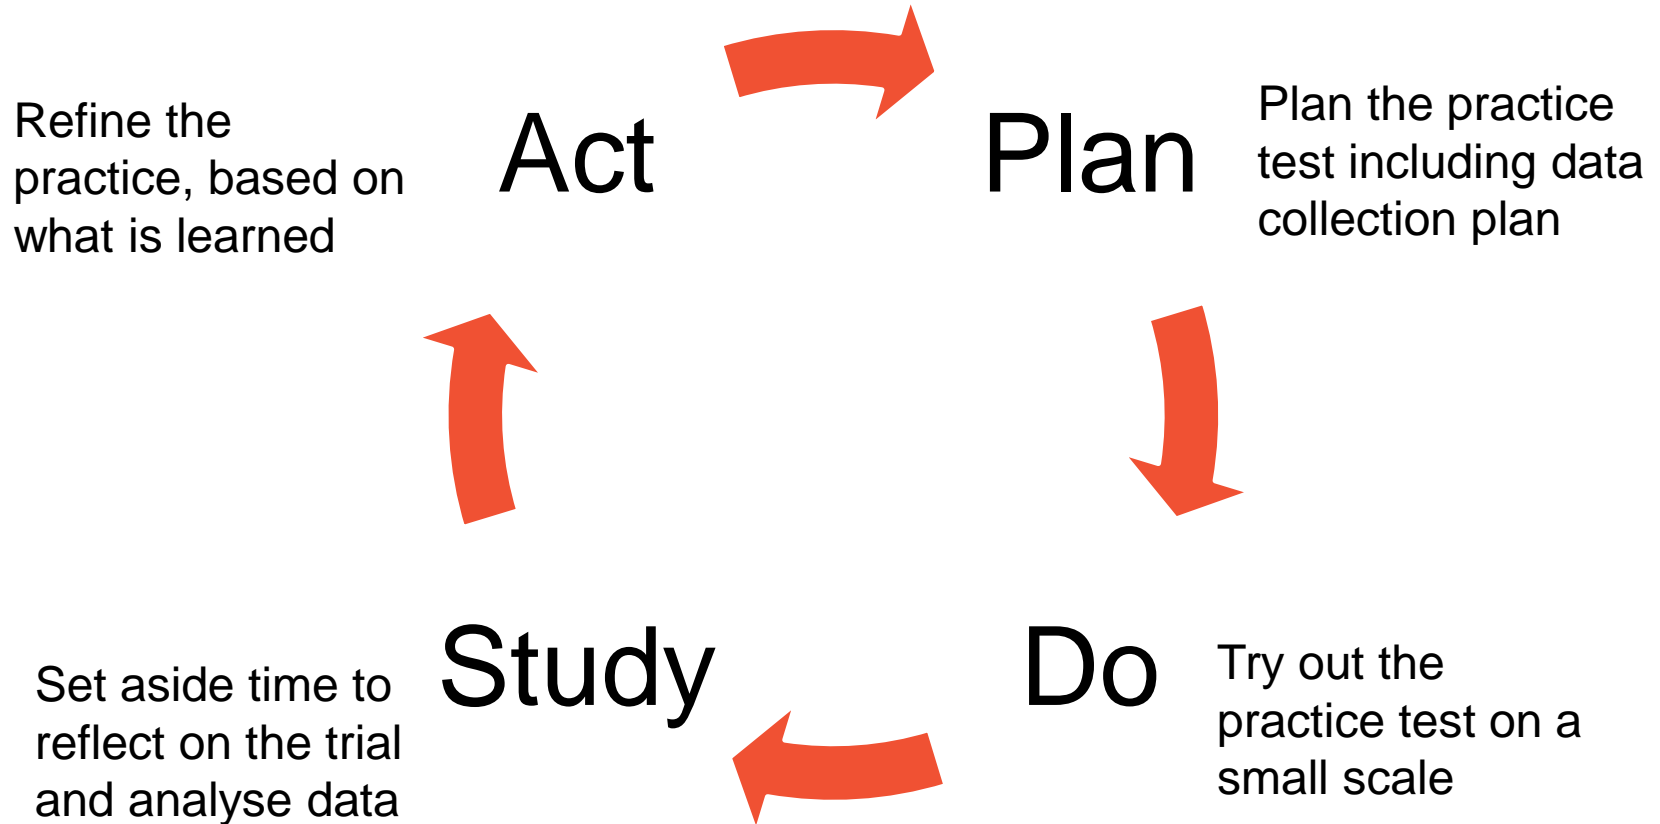 Act
Refine the
practice, based on
what is learned
Plan
Plan the practice
test including data
collection plan
Do
Try out the
practice test on a
small scale
Study
Set aside time to
reflect on the trial
and analyse data